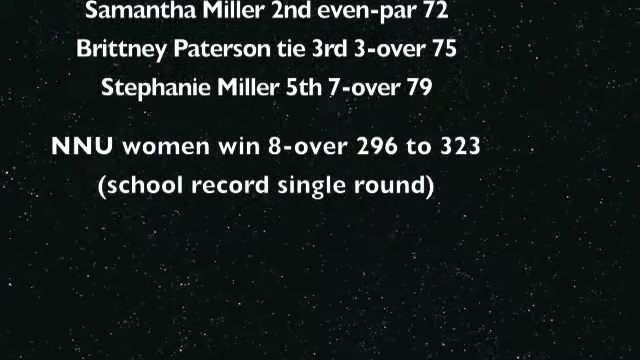 Samantha Miller 2nd even-par 72
Brittney Paterson tie 3rd 3-over 75
Stephanie Miller 5th 7-over 79
NNU women win 8-over 296 to 323
(school record single round)